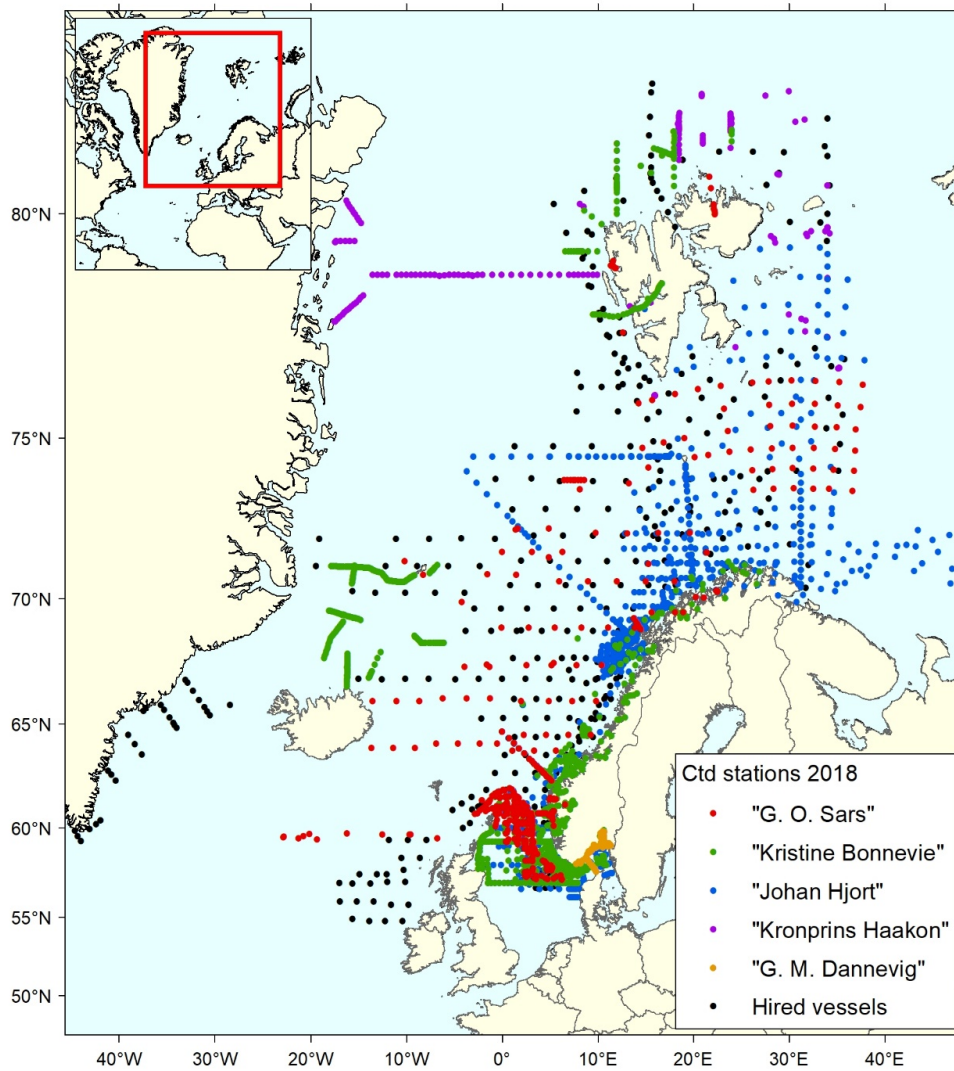 80°N
75°N
70°N
65°N
60°N
55°N
50°N
Ctd stations 2018
"G. O. Sars"
"Kristine Bonnevie"
"Johan Hjort"
"Kronprins Haakon"
"G. M. Dannevig"
Hired vessels
40°W 30°W 20°W 10°W 0° 10°E 20°E 30°E 40°E